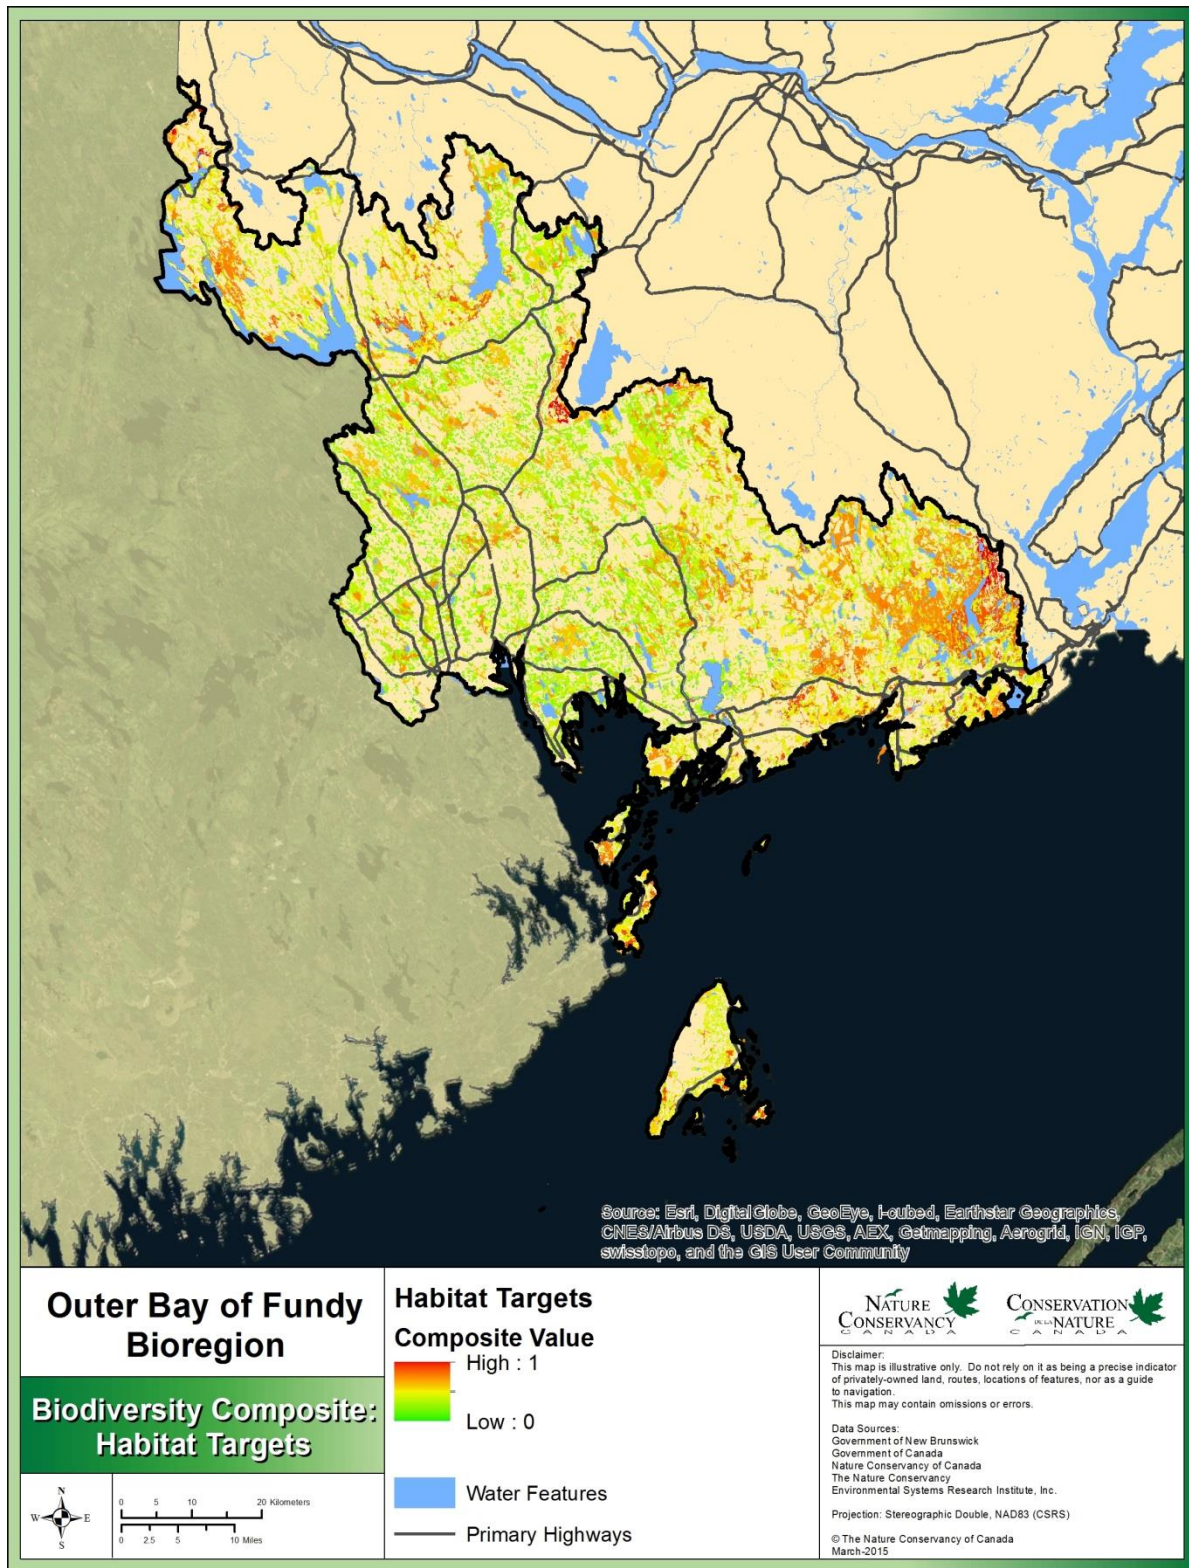 Source: Esri, DigitalGlobe, GeoEye, i-cubed, Earthstar Geographics,
CNES/Airbus DS, USDA, USGS, AEX, Getmapping, Aerogrid, IGN, IGP,
swisstopo, and the GIS User Community
Outer Bay of Fundy
Bioregion
Biodiversity Composite:
Habitat Targets
N
W
E
S
0 5 10 20 Kilometers
0 2.5 5 10 Miles
Habitat Targets
Composite Value
High : 1
Low : 0
Water Features
Primary Highways
NATURE
CONSERVANCY
CANADA
CONSERVATION
DE LA NATURE
CANADA
Disclaimer:
This map is illustrative only. Do not rely on it as being a precise indicator
of privately-owned land, routes, locations of features, nor as a guide
to navigation.
This map may contain omissions or errors.
Data Sources:
Government of New Brunswick
Government of Canada
Nature Conservancy of Canada
The Nature Conservancy
Environmental Systems Research Institute, Inc.
Projection: Stereographic Double, NAD83 (CSRS)
© The Nature Conservancy of Canada
March-2015